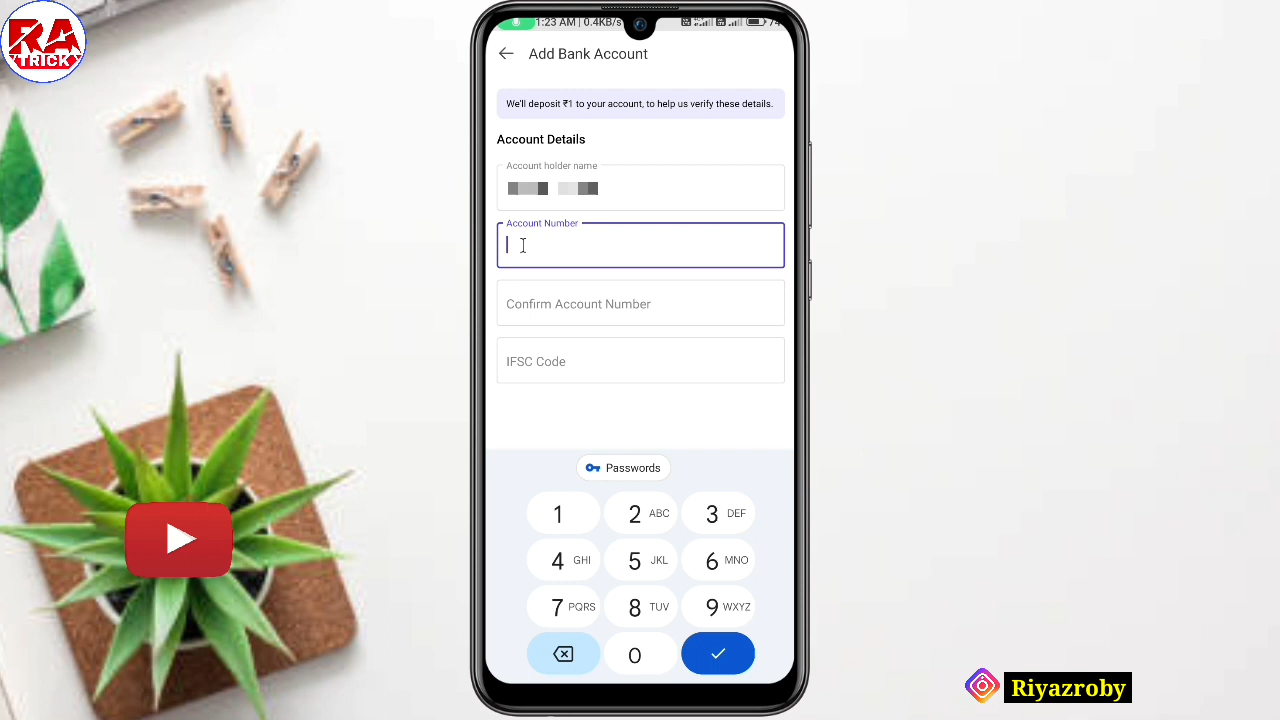 RA
TRICK
1:23 AM | 0.4KB/s
Add Bank Account
We'll deposit ₹1 to your account, to help us verify these details.
Account Details
Account holder name
Account Number
Confirm Account Number
IFSC Code
Passwords
1
2 ABC
3 DEF
4 GHI
5 JKL
6 MNO
7 PQRS
8 TUV
9 WXYZ
0
Riyazroby